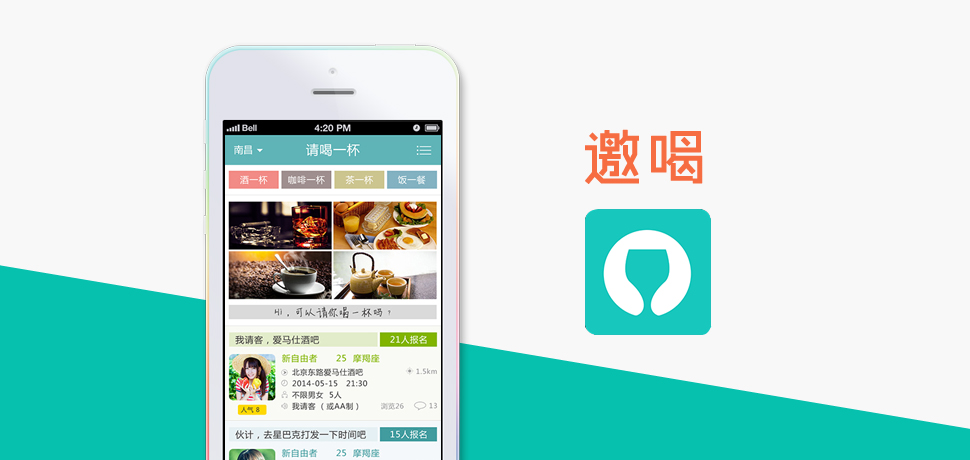 Bell 4:20 PM
南昌 请喝一杯
酒一杯 咖啡一杯 茶一杯 饭一餐
Hi，可以请你喝一杯吗？
我请客，爱马仕酒吧 21人报名
新自由者 25 摩羯座
北京东路爱马仕酒吧 1.5km
2014-05-15 21:30
不限男女 5人
我请客（或AA制） 浏览26 13
人气 8
伙计，去星巴克打发一下时间吧 15人报名
新自由者 25 摩羯座
邀喝